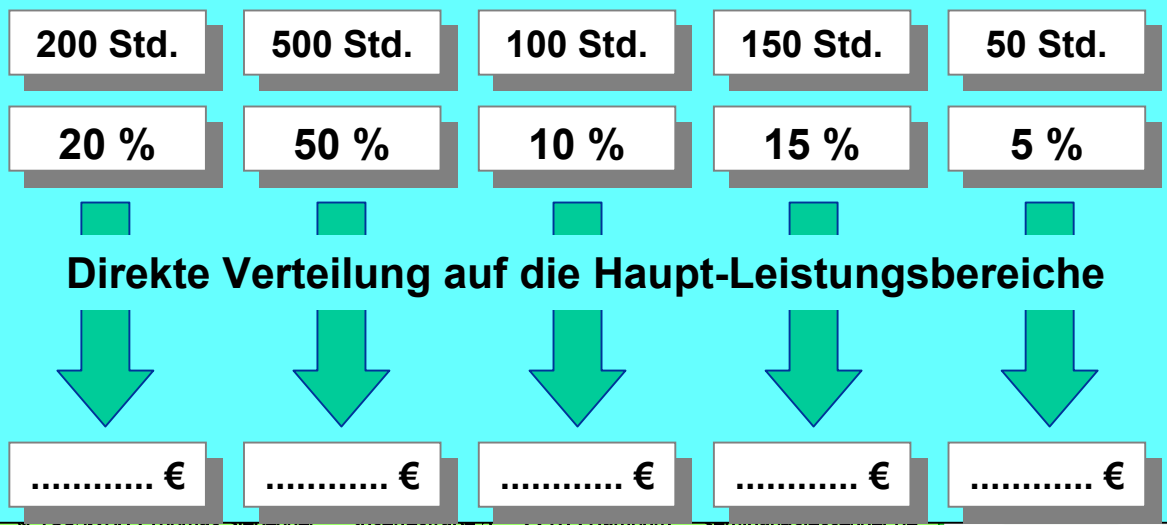 200 Std. 500 Std. 100 Std. 150 Std. 50 Std.
20 % 50 % 10 % 15 % 5 %
Direkte Verteilung auf die Haupt-Leistungsbereiche
............ € ............ € ............ € ............ € ............ €